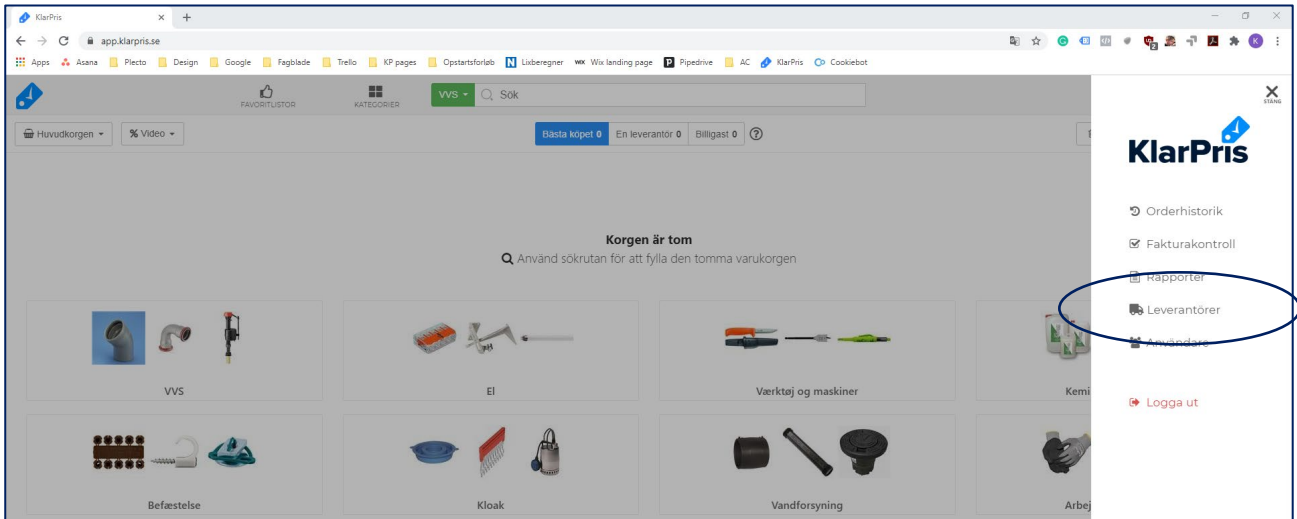 KlarPris
app.klarpris.se
Apps Asana Plecto Design Google Fagblade Trello KP pages Opstartsforløb Lixberegner WIX Wix landing page Pipedrive AC KlarPris Cookiebot
FAVORITLISTOR
KATEGORIER
VVS
Sök
STÄNG
Huvudkorgen
% Video
Bästa köpet 0
En leverantör 0
Billigast 0
KlarPris
Orderhistorik
Fakturakontroll
Rapporter
Leverantörer
Användare
Logga ut
Korgen är tom
Använd sökrutan för att fylla den tomma varukorgen
VVS
El
Værktøj og maskiner
Kemi
Befæstelse
Kloak
Vandforsyning
Arbej